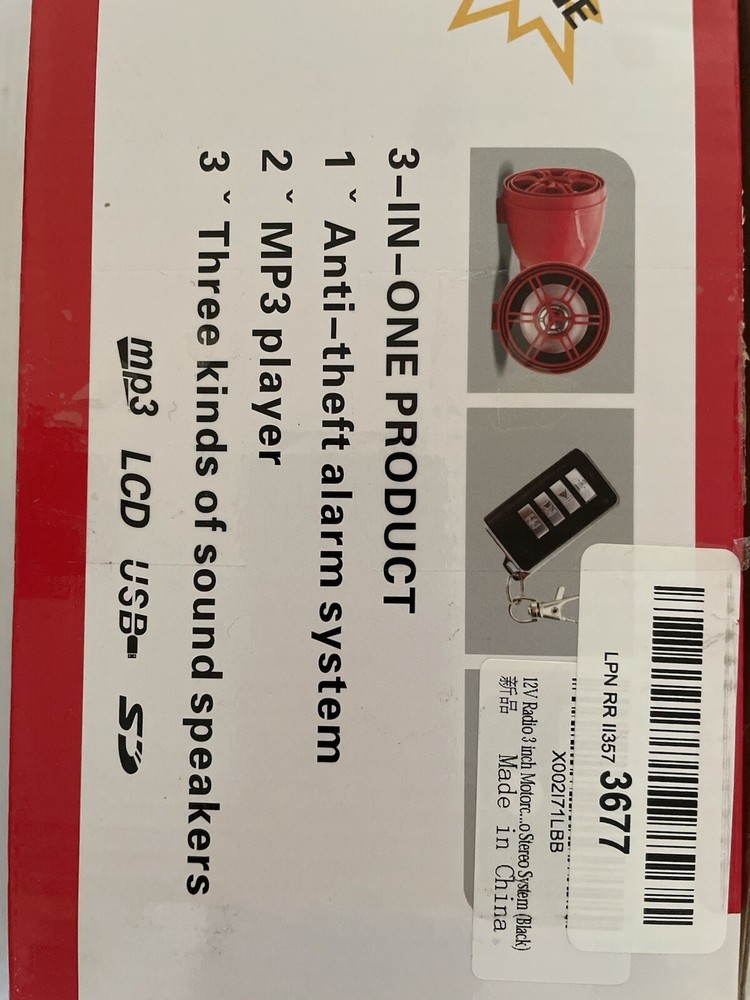 3-IN-ONE PRODUCT
1、Anti-theft alarm system
2、MP3 player
3、Three kinds of sound speakers
mp3 LCD USB SD
LPN RR II357 3677
X002I71LBB
12V Radio 3 inch Motorc...o Stereo System (Black)
新品 Made in China